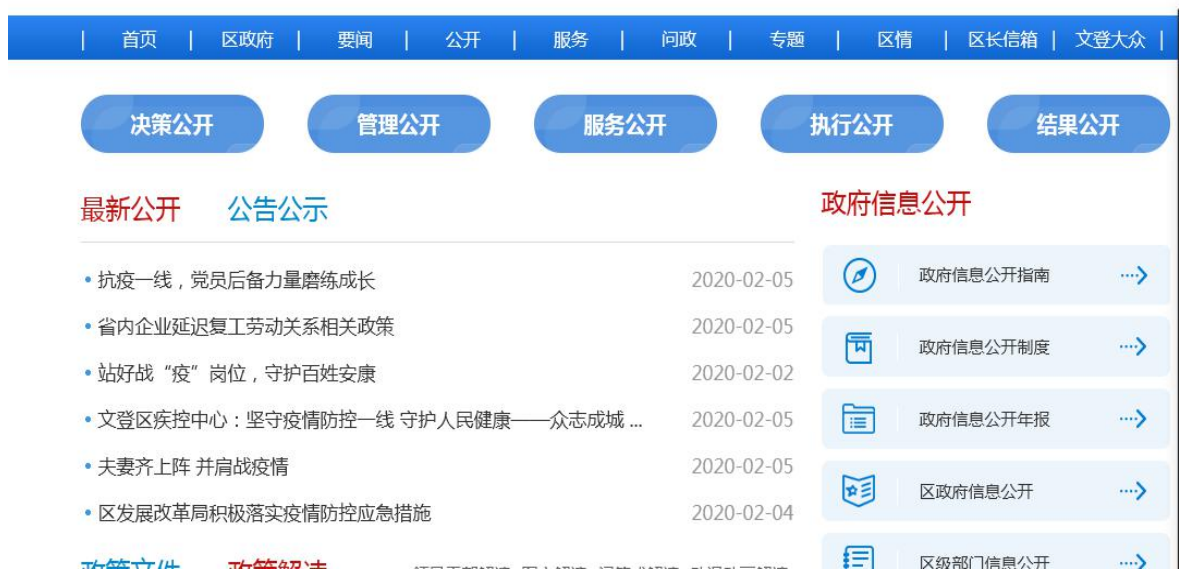 | 首页 | 区政府 | 要闻 | 公开 | 服务 | 问政 | 专题 | 区情 | 区长信箱 | 文登大众 |
决策公开 管理公开 服务公开 执行公开 结果公开
最新公开 公告公示
• 抗疫一线，党员后备力量磨练成长 2020-02-05
• 省内企业延迟复工劳动关系相关政策 2020-02-05
• 站好战“疫”岗位，守护百姓安康 2020-02-02
• 文登区疾控中心：坚守疫情防控一线 守护人民健康——众志成城 ... 2020-02-05
• 夫妻齐上阵 并肩战疫情 2020-02-05
• 区发展改革局积极落实疫情防控应急措施 2020-02-04
政策文件 政策解读
政府信息公开
政府信息公开指南
政府信息公开制度
政府信息公开年报
区政府信息公开
区级部门信息公开